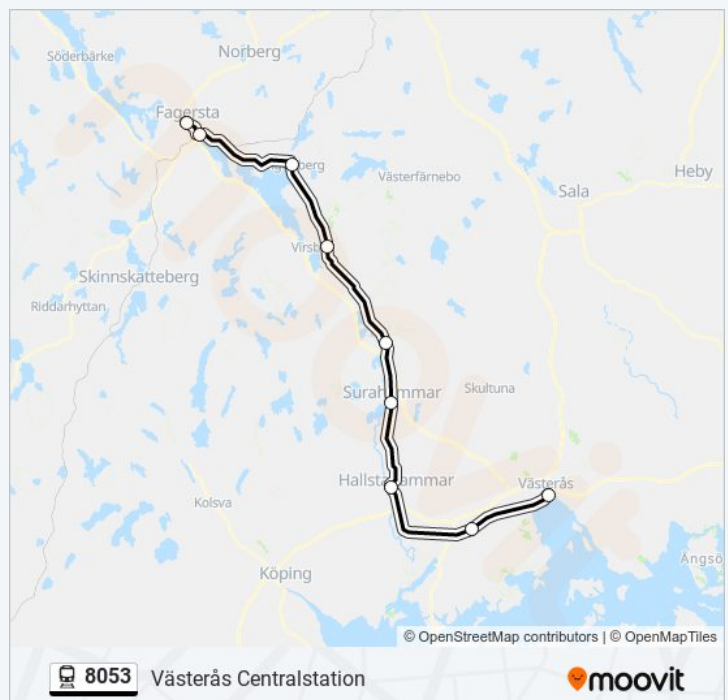 Norberg
Söderbärke
Fagersta
Heby
Västerfärnebo
Sala
Skinnskatteberg
Riddarhyttan
Surahammar
Skultuna
Hallstahammar
Västerås
Kolsva
Köping
Ängsö
© OpenStreetMap contributors | © OpenMapTiles
8053 Västerås Centralstation
moovit